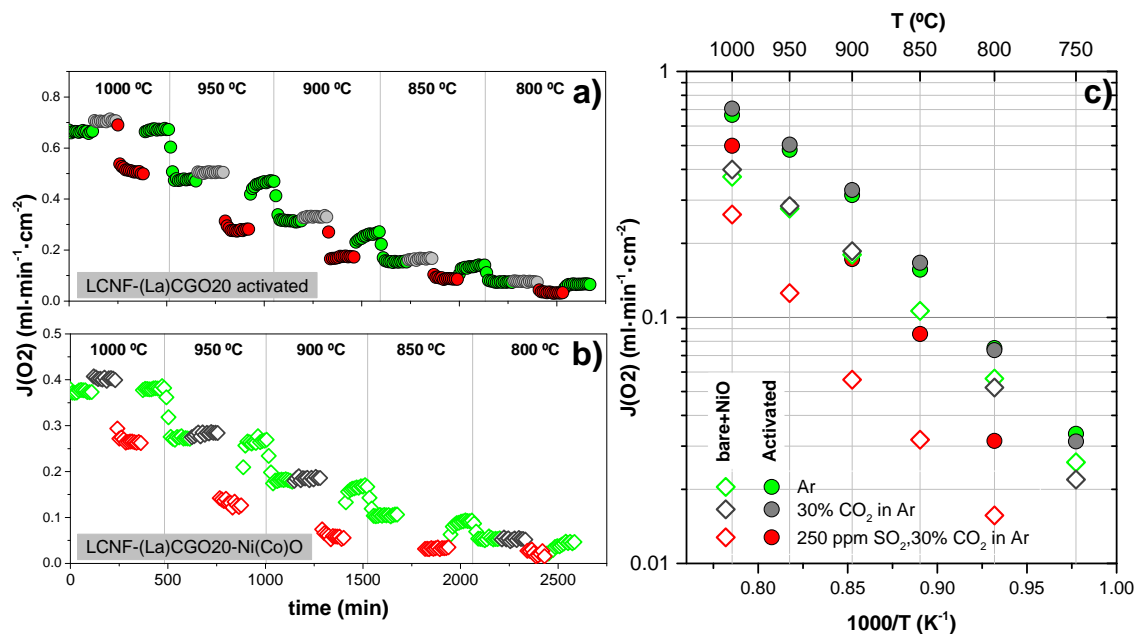 a)
1000 ºC 950 ºC 900 ºC 850 ºC 800 ºC
0.8
0.6
0.4
0.2
0.0
LCNF-(La)CGO20 activated
b)
1000 ºC 950 ºC 900 ºC 850 ºC 800 ºC
0.5
0.4
0.3
0.2
0.1
0.0
LCNF-(La)CGO20-Ni(Co)O
0 500 1000 1500 2000 2500
time (min)
J(O2) (ml·min⁻¹·cm⁻²)
T (ºC)
1000 950 900 850 800 750
c)
1
0.1
0.01
J(O2) (ml·min⁻¹·cm⁻²)
bare+NiO
Activated
Ar
30% CO₂ in Ar
250 ppm SO₂,30% CO₂ in Ar
0.80 0.85 0.90 0.95 1.00
1000/T (K⁻¹)